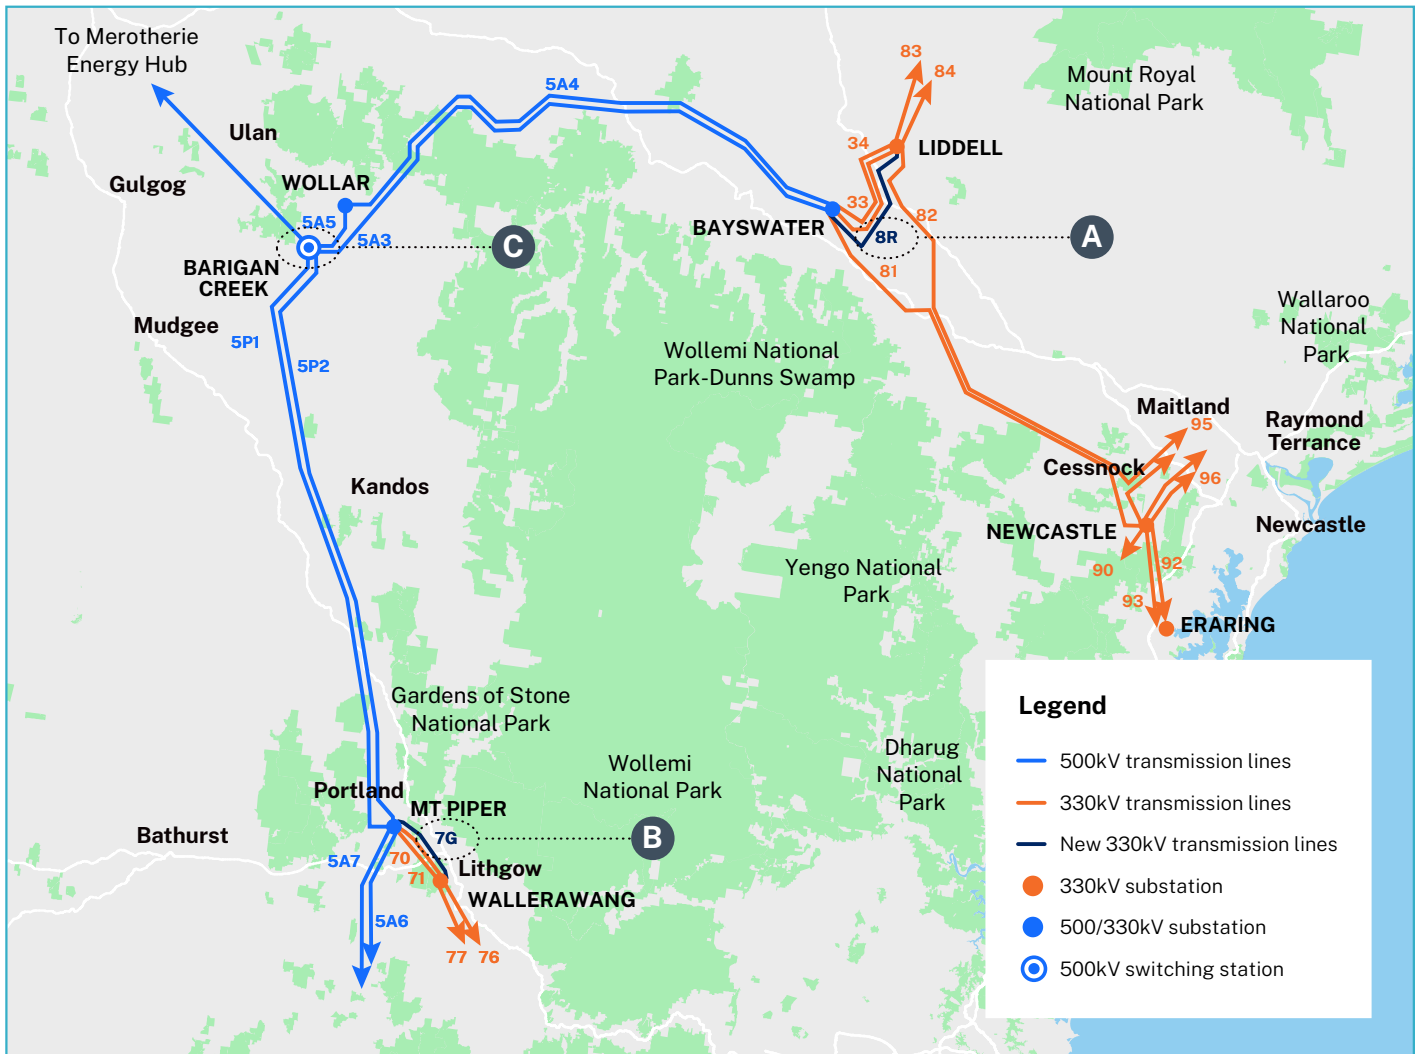 To Merotherie
Energy Hub
83
84
Mount Royal
National Park
5A4
Ulan
34
LIDDELL
Gulgog
WOLLAR
33
82
5A5
5A3
BAYSWATER
8R
A
C
BARIGAN
CREEK
81
Mudgee
5P1
5P2
Wallaroo
National
Park
Wollemi National
Park-Dunns Swamp
Maitland
95
Raymond
Terrance
Cessnock
96
Kandos
NEWCASTLE
Newcastle
90
92
Yengo National
Park
93
ERARING
Gardens of Stone
National Park
Dharug
National
Park
Wollemi
National Park
Portland
MT PIPER
7G
B
Bathurst
5A7
70
71
Lithgow
WALLERAWANG
5A6
77
76
Legend
500kV transmission lines
330kV transmission lines
New 330kV transmission lines
330kV substation
500/330kV substation
500kV switching station